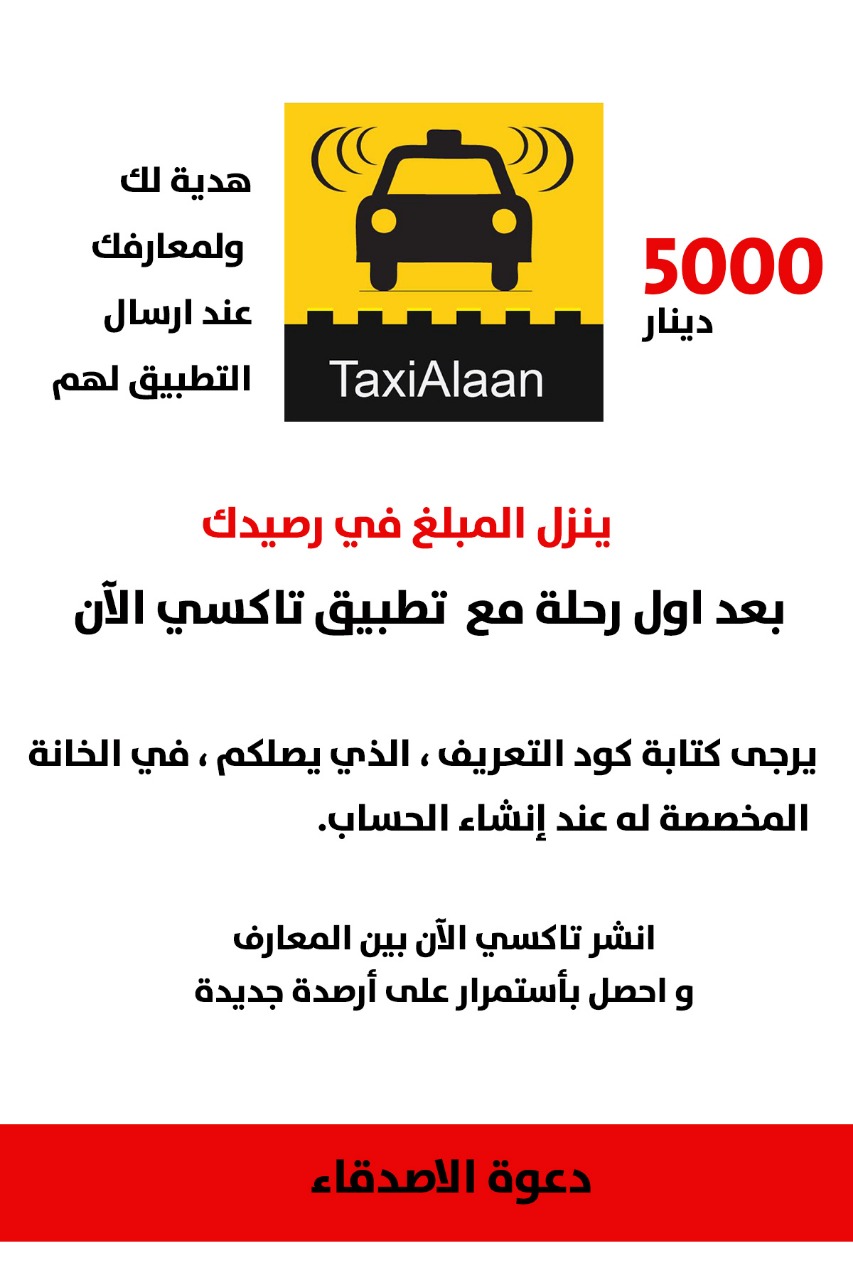 5000
دينار
هدية لك
ولمعارفك
عند ارسال
التطبيق لهم
TaxiAlaan
ينزل المبلغ في رصيدك
بعد اول رحلة مع تطبيق تاكسي الآن
يرجى كتابة كود التعريف ، الذي يصلكم ، في الخانة
المخصصة له عند إنشاء الحساب.
انشر تاكسي الآن بين المعارف
و احصل بأستمرار على أرصدة جديدة
دعوة الاصدقاء